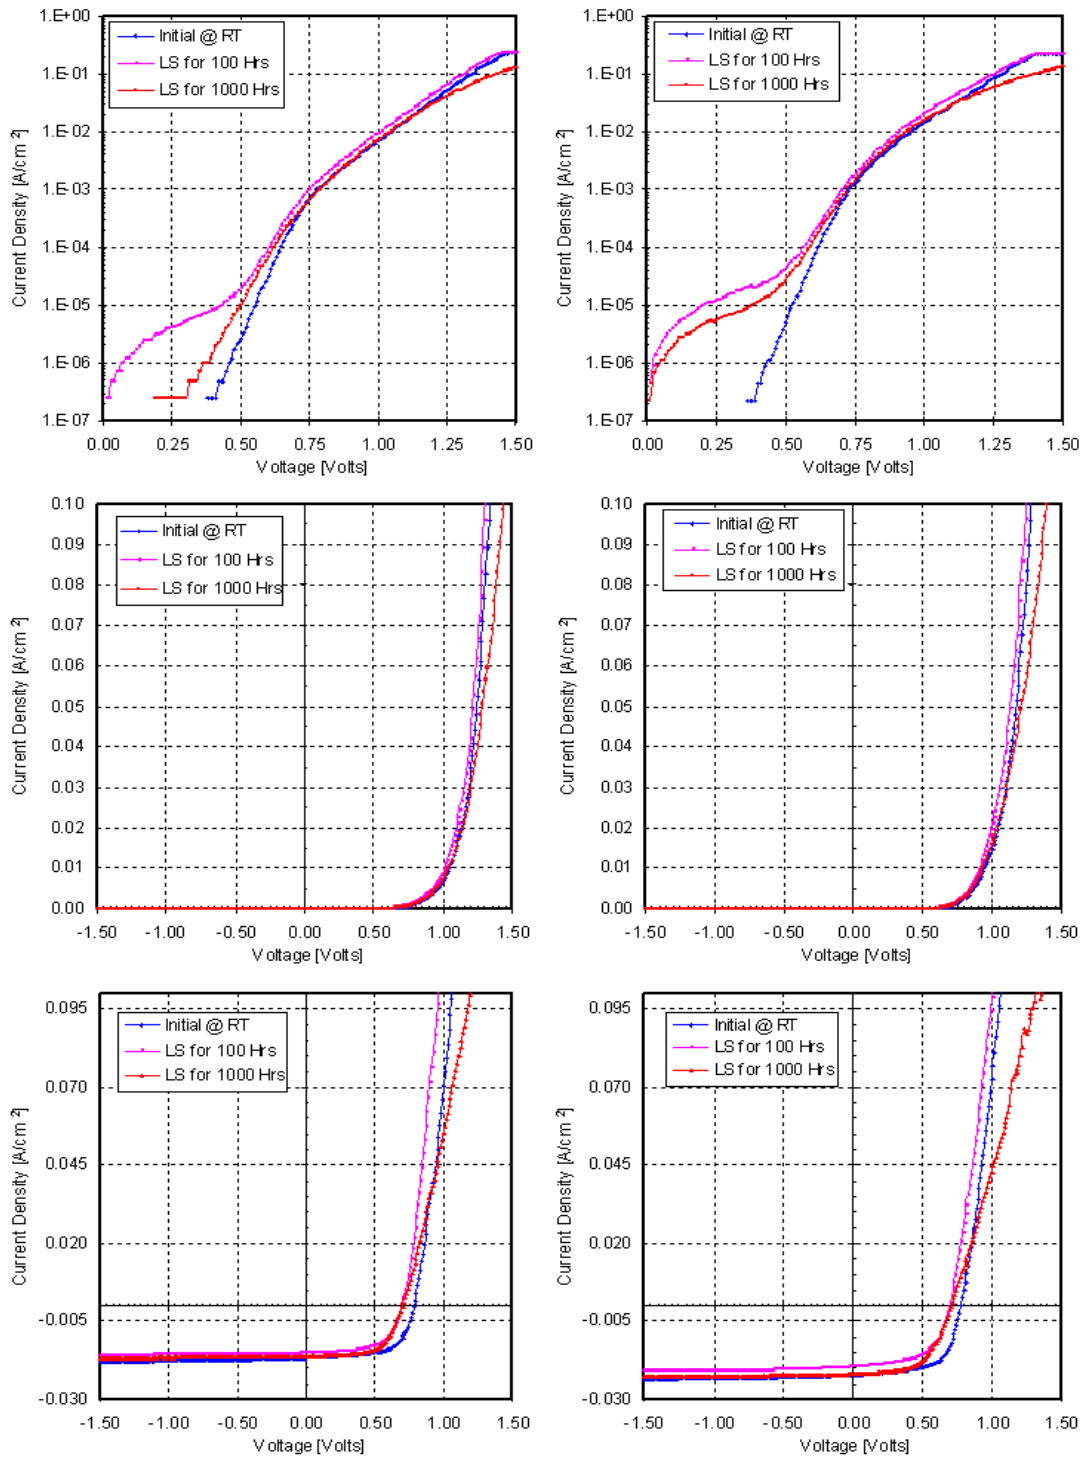 1.E+00
1.E-01
1.E-02
1.E-03
1.E-04
1.E-05
1.E-06
1.E-07
Current Density [A/cm²]
Initial @ RT
LS for 100 Hrs
LS for 1000 Hrs
0.00 0.25 0.50 0.75 1.00 1.25 1.50
Voltage [Volts]
1.E+00
1.E-01
1.E-02
1.E-03
1.E-04
1.E-05
1.E-06
1.E-07
Current Density [A/cm²]
Initial @ RT
LS for 100 Hrs
LS for 1000 Hrs
0.00 0.25 0.50 0.75 1.00 1.25 1.50
Voltage [Volts]
0.10
0.09
0.08
0.07
0.06
0.05
0.04
0.03
0.02
0.01
0.00
Current Density [A/cm²]
Initial @ RT
LS for 100 Hrs
LS for 1000 Hrs
-1.50 -1.00 -0.50 0.00 0.50 1.00 1.50
Voltage [Volts]
0.10
0.09
0.08
0.07
0.06
0.05
0.04
0.03
0.02
0.01
0.00
Current Density [A/cm²]
Initial @ RT
LS for 100 Hrs
LS for 1000 Hrs
-1.50 -1.00 -0.50 0.00 0.50 1.00 1.50
Voltage [Volts]
0.095
0.070
0.045
0.020
-0.005
-0.030
Current Density [A/cm²]
Initial @ RT
LS for 100 Hrs
LS for 1000 Hrs
-1.50 -1.00 -0.50 0.00 0.50 1.00 1.50
Voltage [Volts]
0.095
0.070
0.045
0.020
-0.005
-0.030
Current Density [A/cm²]
Initial @ RT
LS for 100 Hrs
LS for 1000 Hrs
-1.50 -1.00 -0.50 0.00 0.50 1.00 1.50
Voltage [Volts]